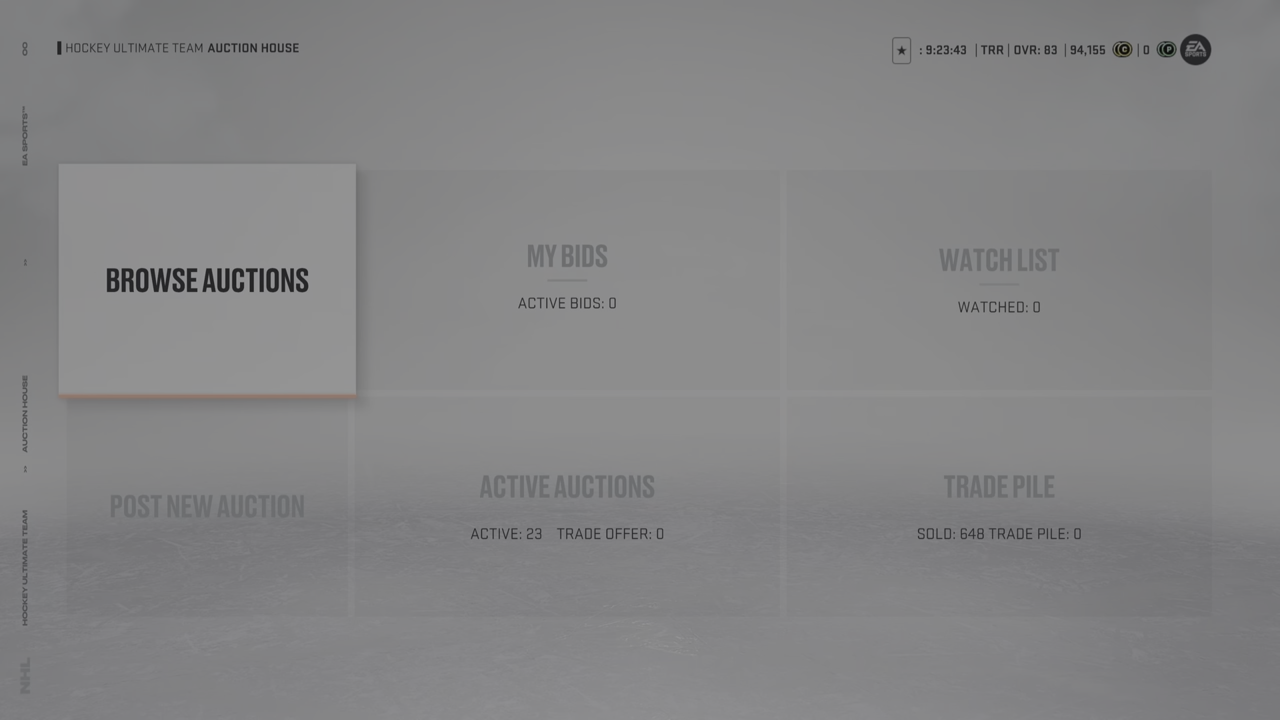 HOCKEY ULTIMATE TEAM AUCTION HOUSE
: 9:23:43 | TRR | OVR: 83 | 94,155 C | 0 P EA SPORTS
BROWSE AUCTIONS
MY BIDS
ACTIVE BIDS: 0
WATCH LIST
WATCHED: 0
POST NEW AUCTION
ACTIVE AUCTIONS
ACTIVE: 23 TRADE OFFER: 0
TRADE PILE
SOLD: 648 TRADE PILE: 0
NHL
HOCKEY ULTIMATE TEAM
AUCTION HOUSE
EA SPORTS™